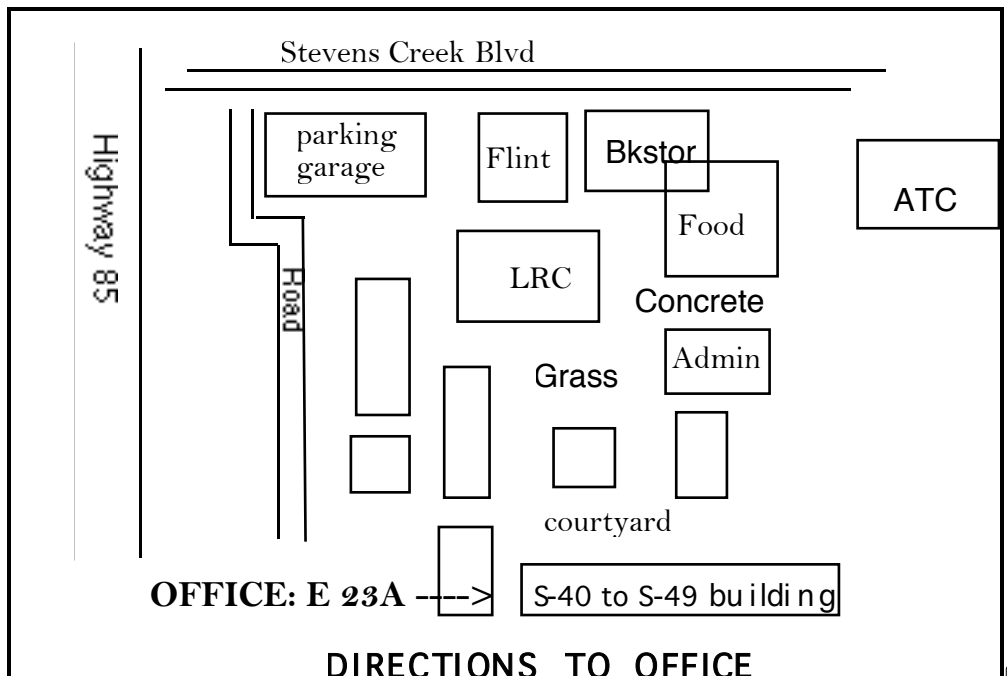 Stevens Creek Blvd
Highway 85
parking
garage
Flint
Bkstor
ATC
Food
LRC
Road
Concrete
Admin
Grass
courtyard
OFFICE: E 23A ---->
S-40 to S-49 building
DIRECTIONS TO OFFICE